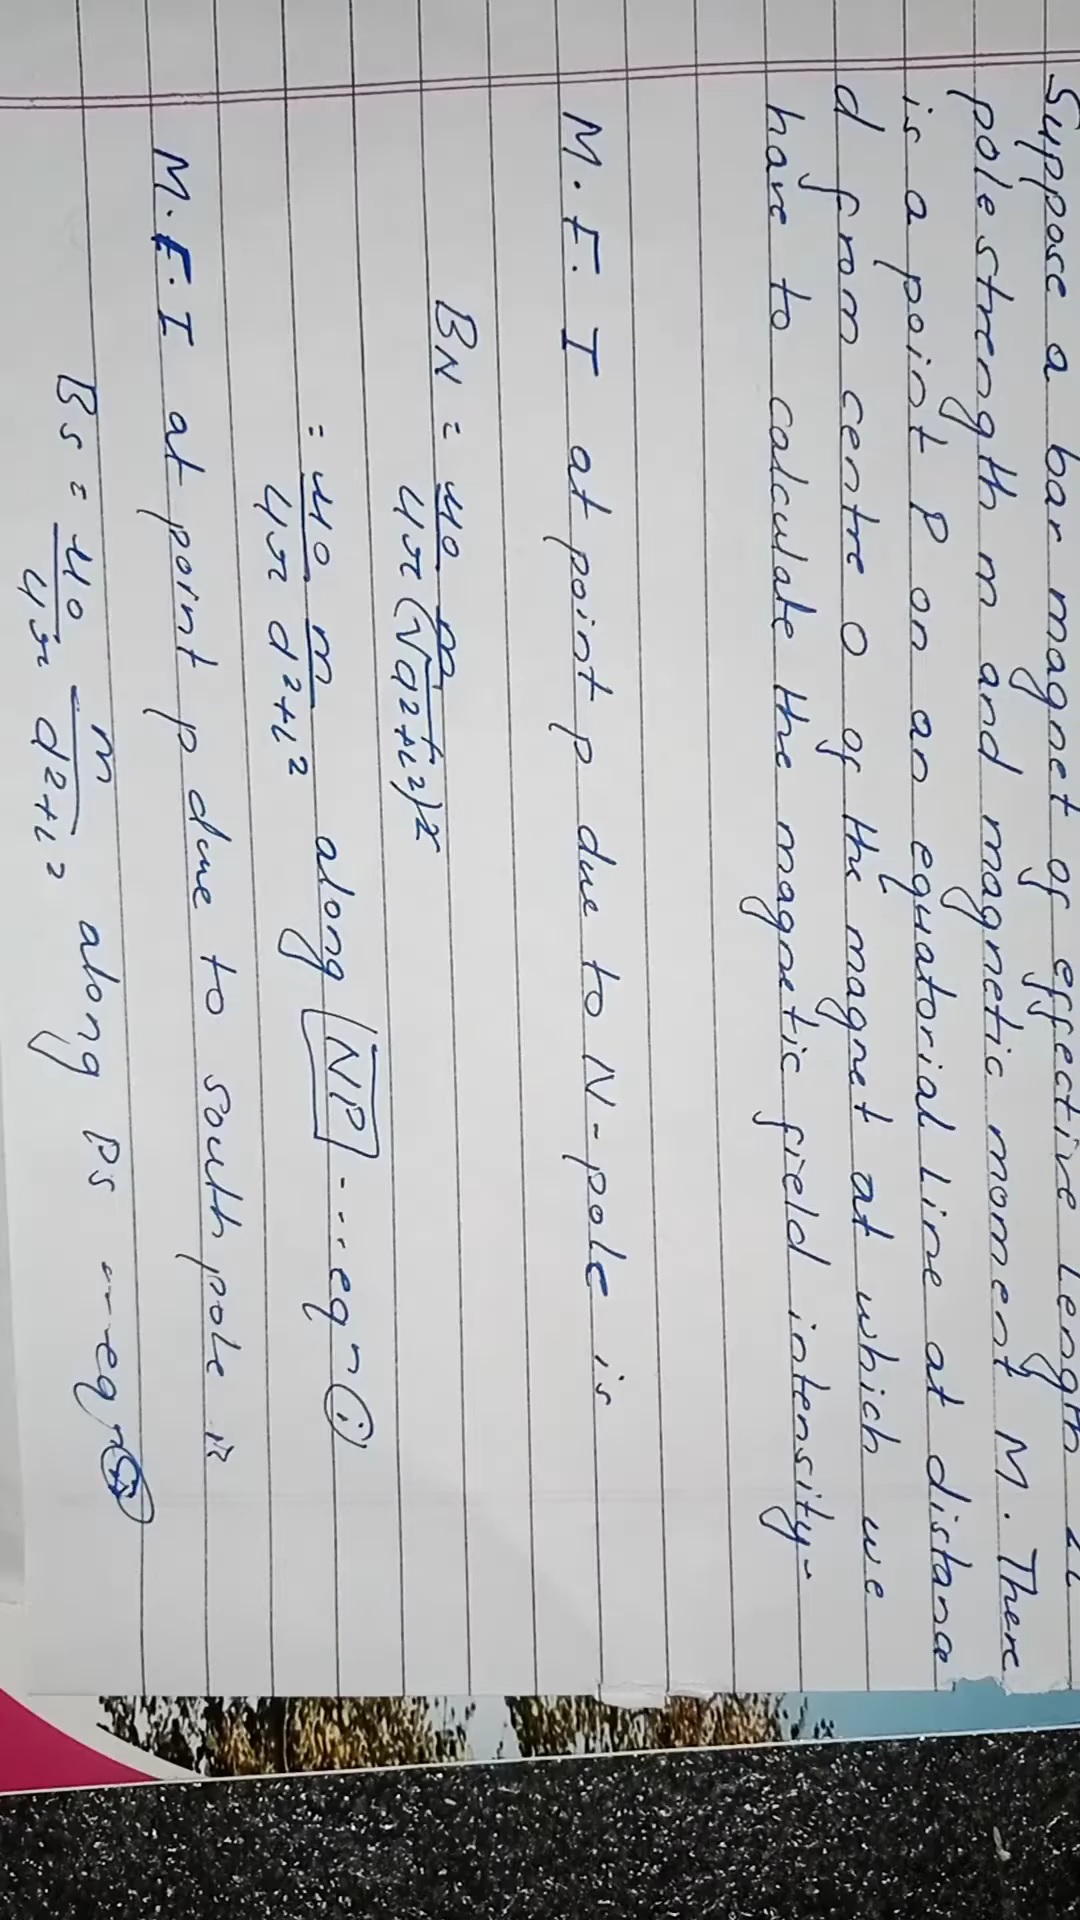 Suppose a bar magnet of effective length 2l
pole strength m and magnetic moment M. There
is a point P on an equatorial line at distance
d from centre O of the magnet at which we
have to calculate the magnetic field intensity-
M.F.I at point p due to N-pole is
BN = μ0 m
4π (√d²+l²)²
= μ0 m along NP ....eqn (i)
4π d²+l²
M.F.I at point p due to south pole is
Bs = μ0 m along PS ---eqn (ii)
4π d²+l²